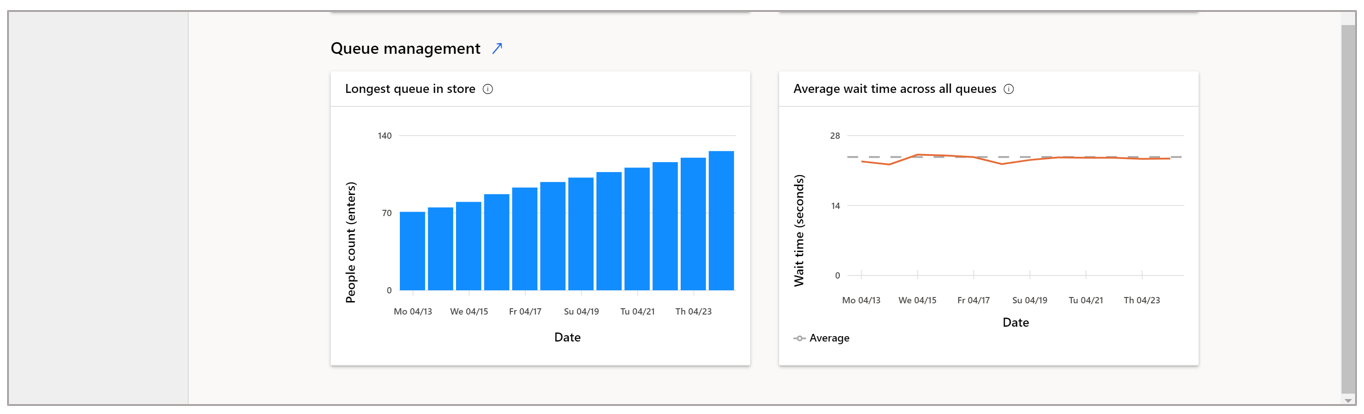 Queue management
Longest queue in store
140
70
0
People count (enters)
Mo 04/13 We 04/15 Fr 04/17 Su 04/19 Tu 04/21 Th 04/23
Date
Average wait time across all queues
28
14
0
Wait time (seconds)
Mo 04/13 We 04/15 Fr 04/17 Su 04/19 Tu 04/21 Th 04/23
Date
Average